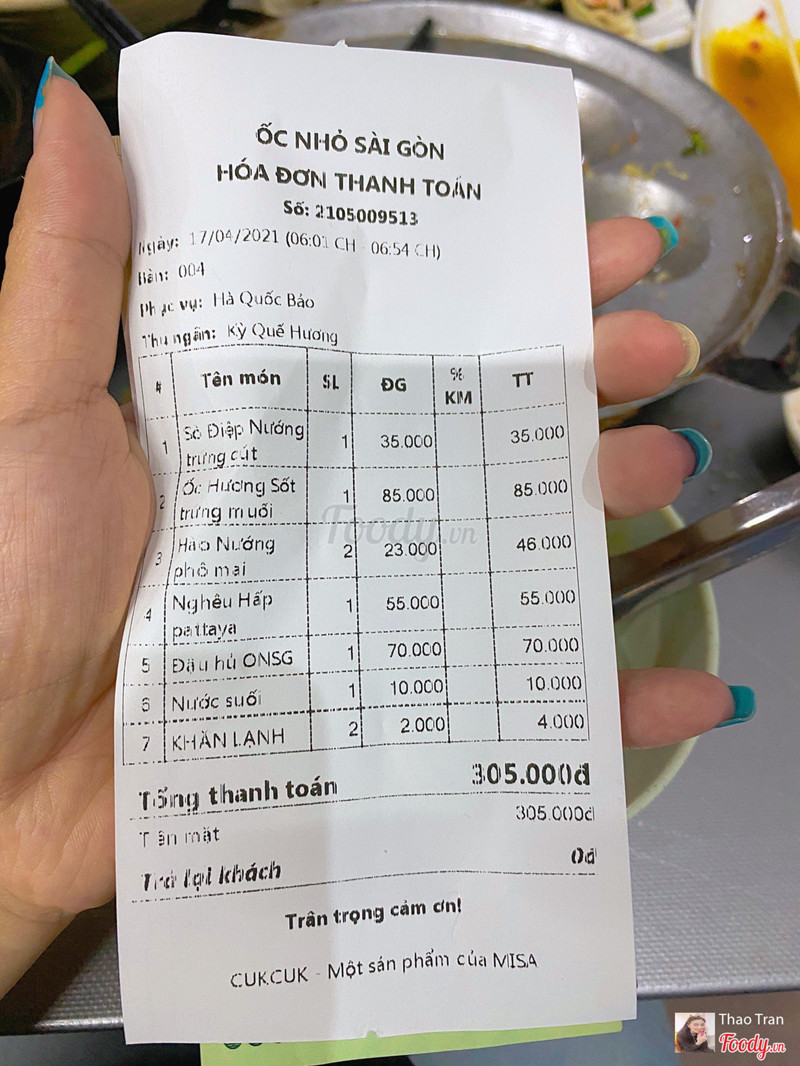 ỐC NHỎ SÀI GÒN
HÓA ĐƠN THANH TOÁN
Số: 2105009513
Ngày: 17/04/2021 (06:01 CH - 06:54 CH)
Bàn: 004
Phục vụ: Hà Quốc Bảo
Thu ngân: Kỳ Quế Hương
# Tên món SL ĐG % KM TT
1 Sò Điệp Nướng trứng cút 1 35.000 35.000
2 Ốc Hương Sốt trứng muối 1 85.000 85.000
3 Hàu Nướng phô mai 2 23.000 46.000
4 Nghêu Hấp pattaya 1 55.000 55.000
5 Đậu hủ ONSG 1 70.000 70.000
6 Nước suối 1 10.000 10.000
7 KHĂN LẠNH 2 2.000 4.000
Tổng thanh toán 305.000đ
Tiền mặt 305.000đ
Trả lại khách 0đ
Trân trọng cảm ơn!
CUKCUK - Một sản phẩm của MISA
Foody.vn
Thao Tran
Foody.vn